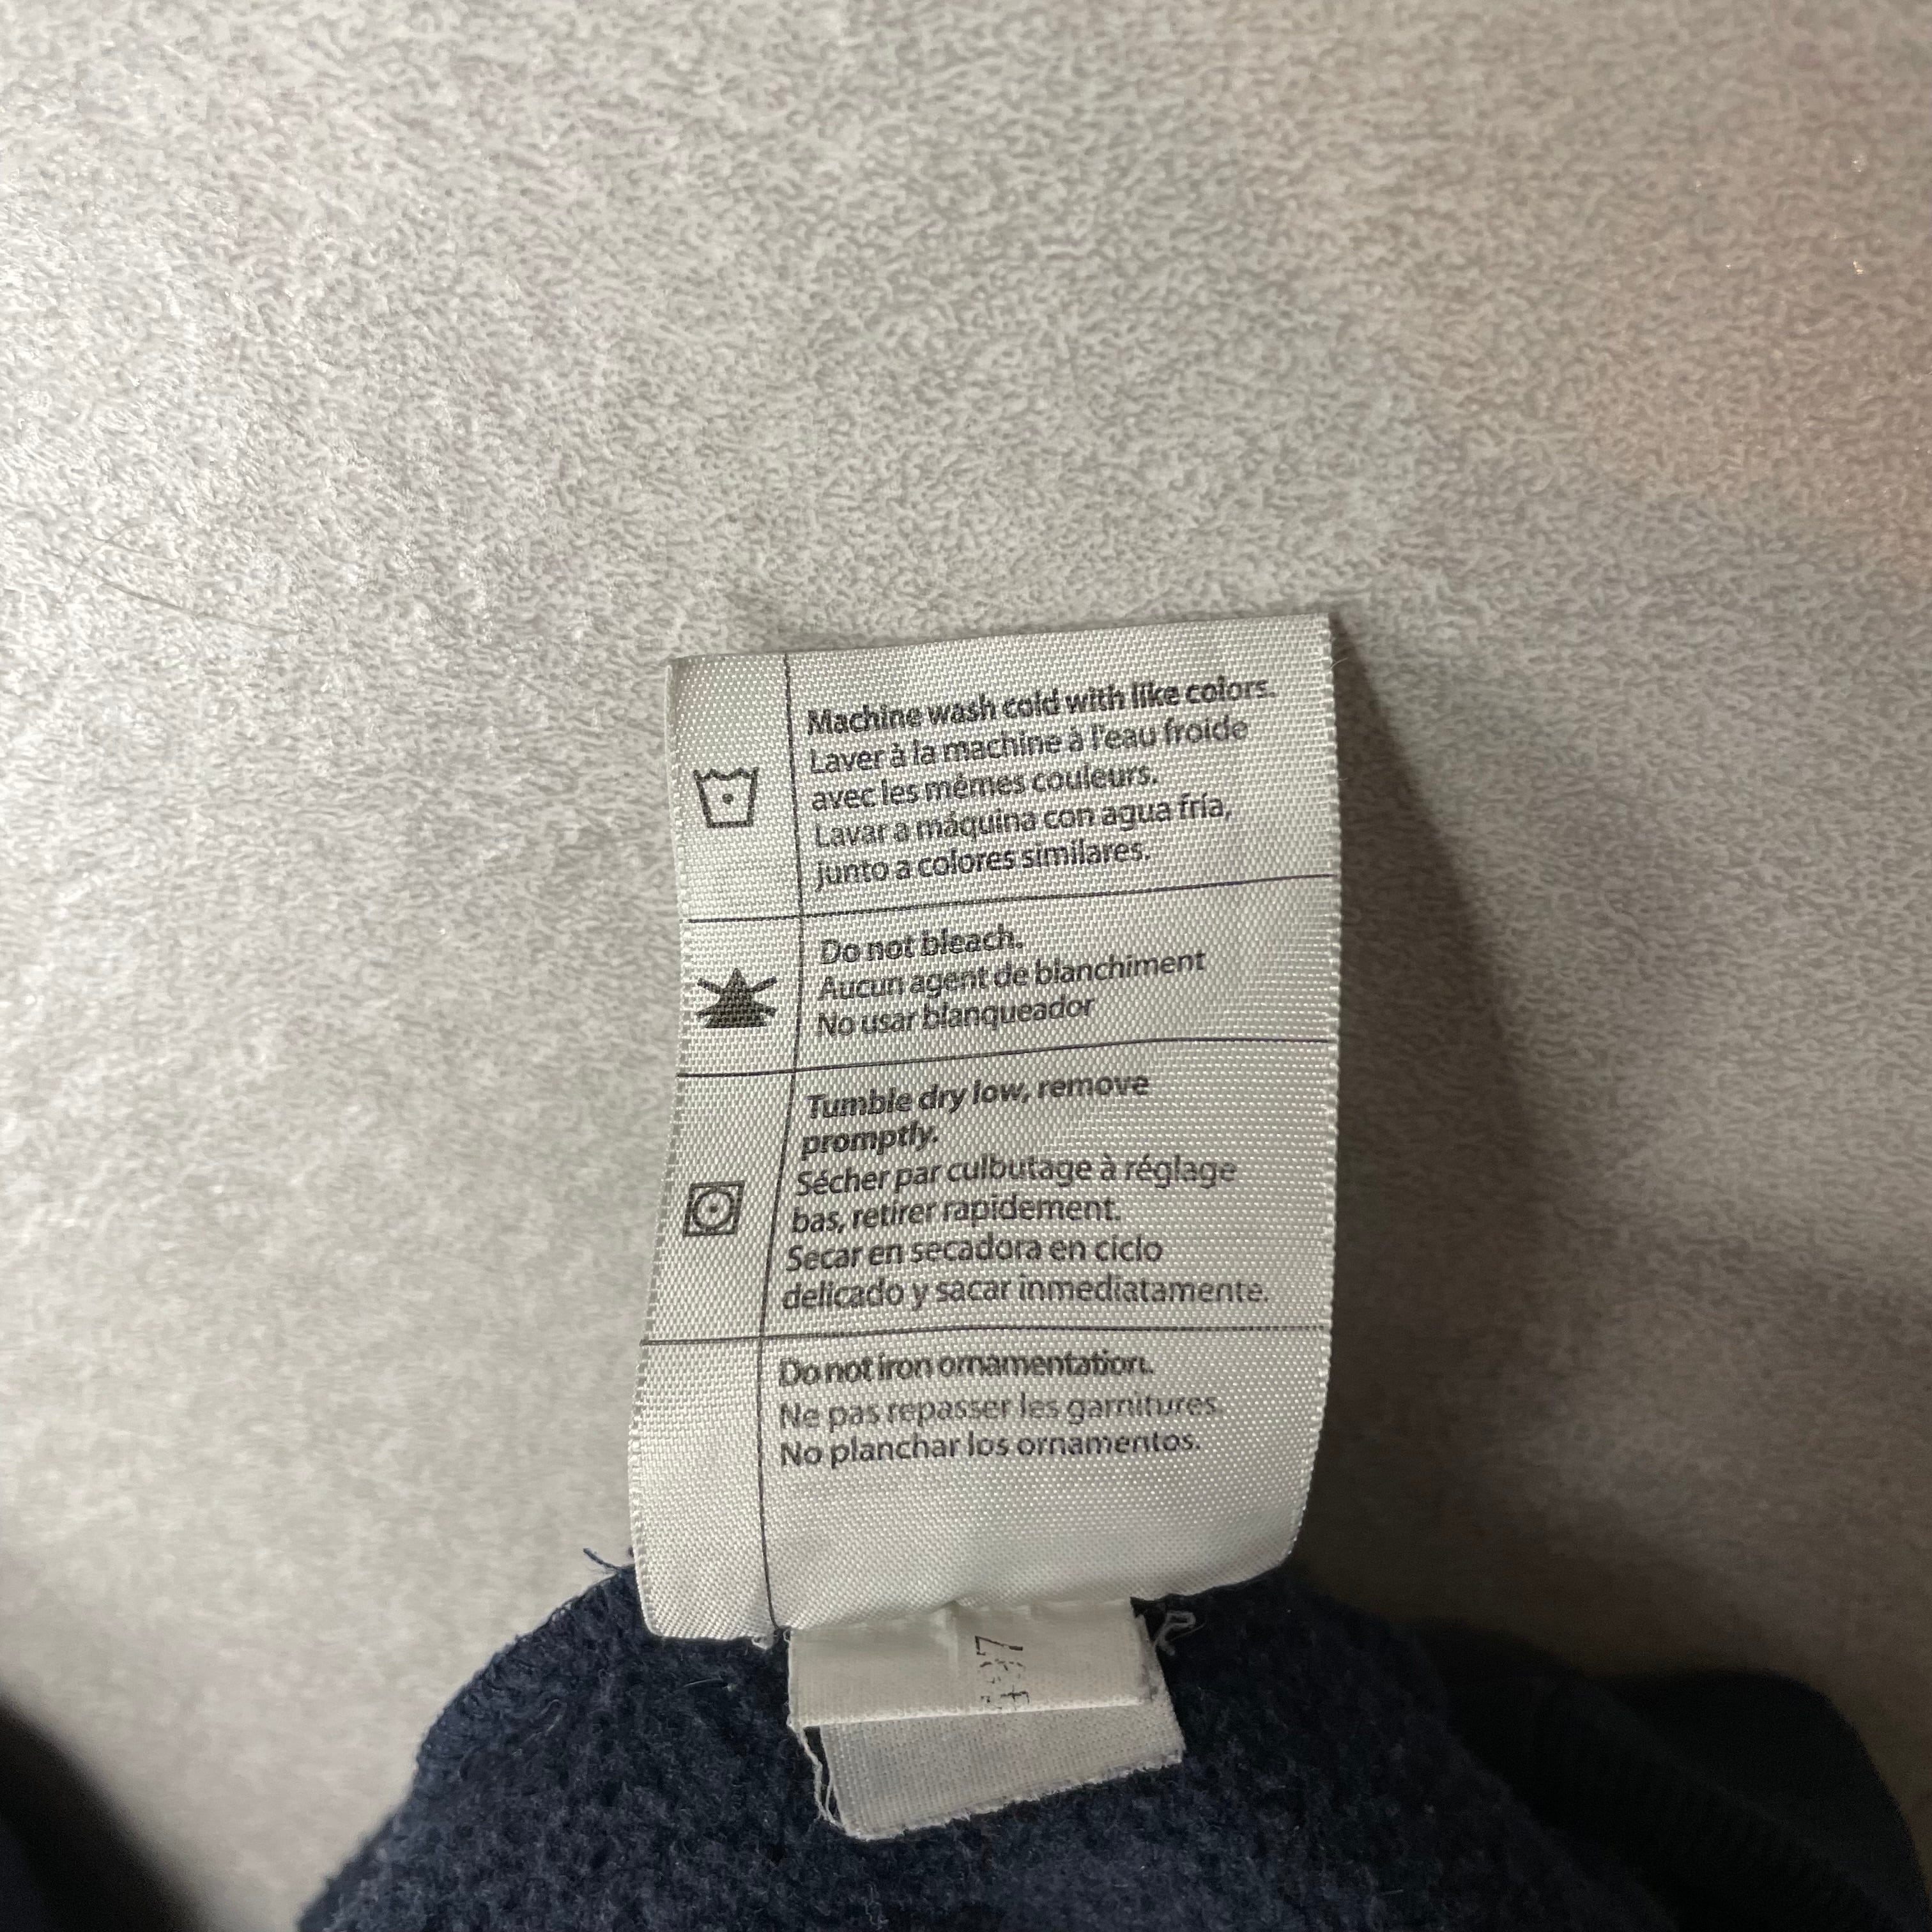 Machine wash cold with like colors.
Laver à la machine à l'eau froide
avec les mêmes couleurs.
Lavar a máquina con agua fría,
junto a colores similares.
Do not bleach.
Aucun agent de blanchiment
No usar blanqueador
Tumble dry low, remove
promptly.
Sécher par culbutage à réglage
bas, retirer rapidement.
Secar en secadora en ciclo
delicado y sacar inmediatamente.
Do not iron ornamentation.
Ne pas repasser les garnitures.
No planchar los ornamentos.